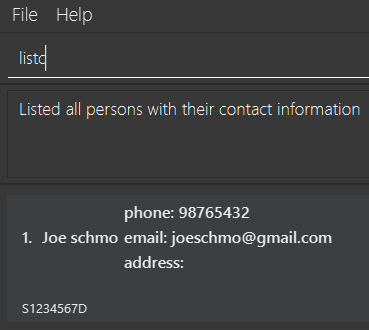 File Help
listc
Listed all persons with their contact information
phone: 98765432
1. Joe schmo email: joeschmo@gmail.com
address:
S1234567D